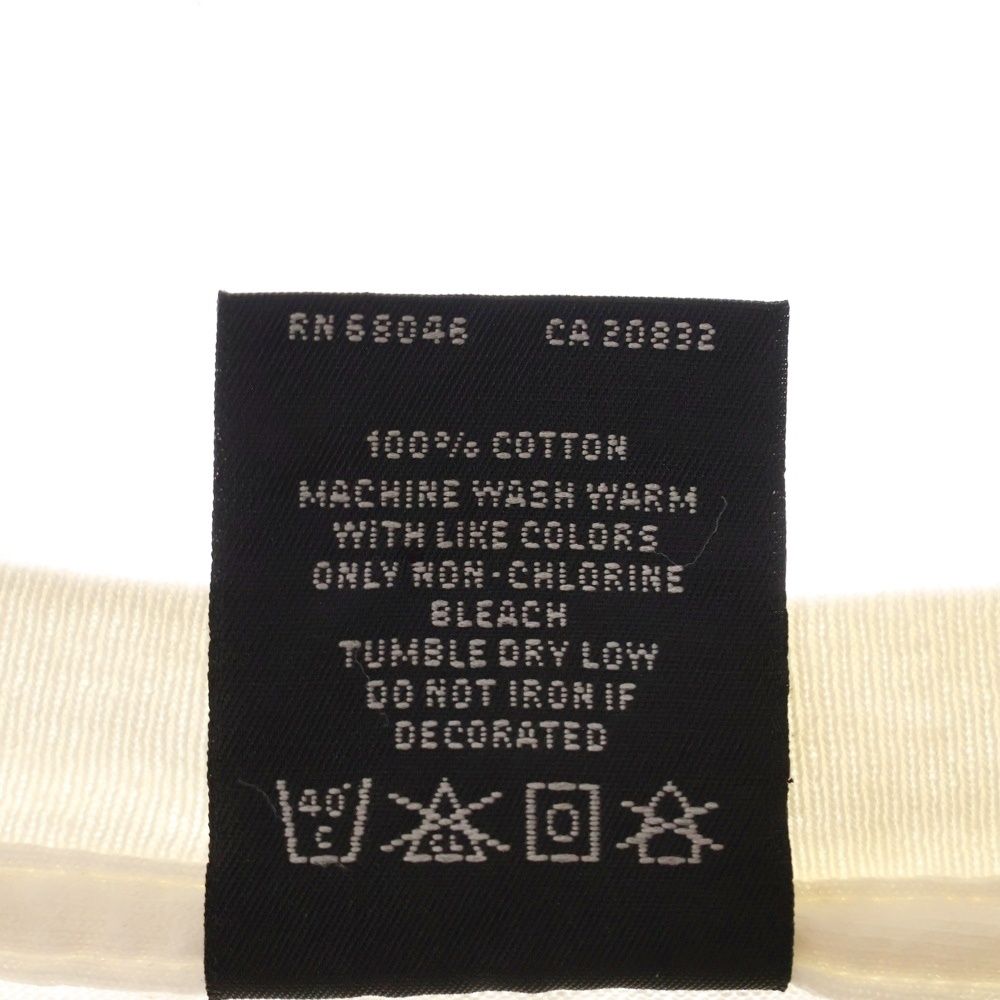 RN 68046 CA 20832
100% COTTON
MACHINE WASH WARM
WITH LIKE COLORS
ONLY NON-CHLORINE
BLEACH
TUMBLE DRY LOW
DO NOT IRON IF
DECORATED
40°
C
CL